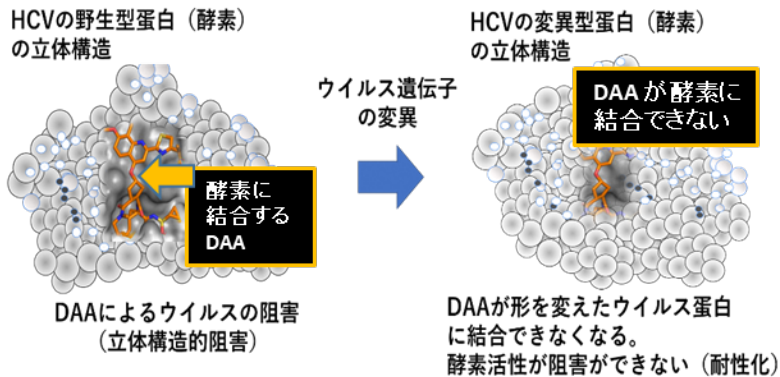 HCVの野生型蛋白（酵素）
の立体構造
酵素に
結合する
DAA
DAAによるウイルスの阻害
（立体構造的阻害）
ウイルス遺伝子
の変異
HCVの変異型蛋白（酵素）
の立体構造
DAA が 酵素に
結合できない
DAAが形を変えたウイルス蛋白
に結合できなくなる。
酵素活性が阻害ができない（耐性化）